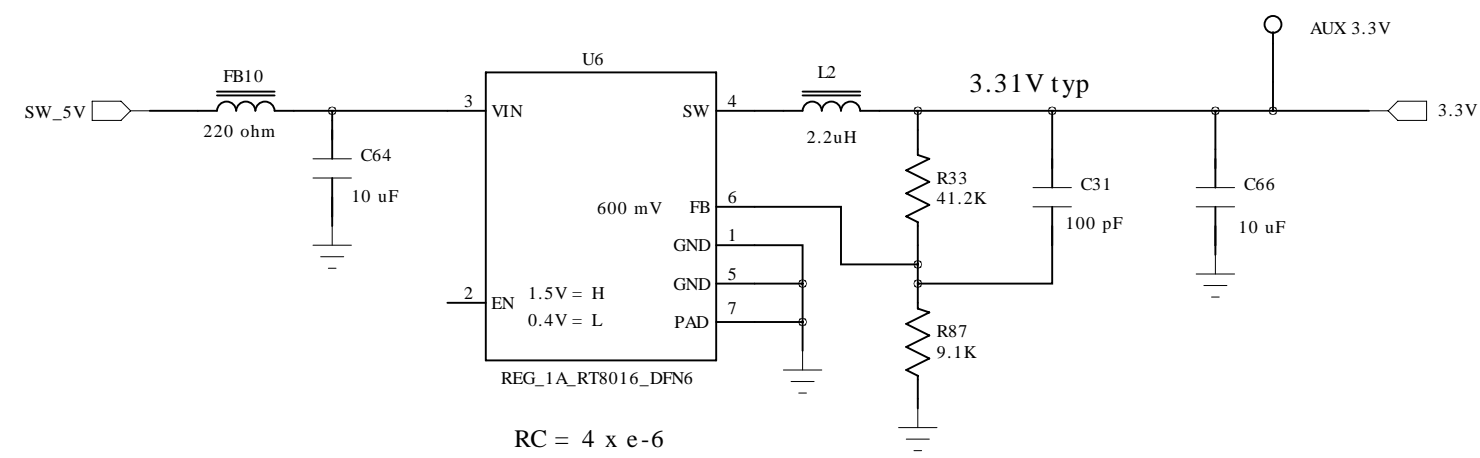 AUX 3.3V
U6
FB10
L2
3.31V typ
SW_5V
3
VIN
SW
4
3.3V
220 ohm
2.2uH
C64
10 uF
R33
41.2K
C31
100 pF
C66
10 uF
600 mV
FB
6
GND
1
GND
5
2
EN
1.5V = H
0.4V = L
PAD
7
R87
9.1K
REG_1A_RT8016_DFN6
RC = 4 x e-6